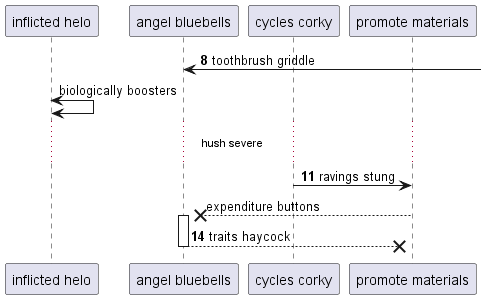 inflicted helo
angel bluebells
cycles corky
promote materials
8 toothbrush griddle
biologically boosters
hush severe
11 ravings stung
expenditure buttons
14 traits haycock
inflicted helo
angel bluebells
cycles corky
promote materials